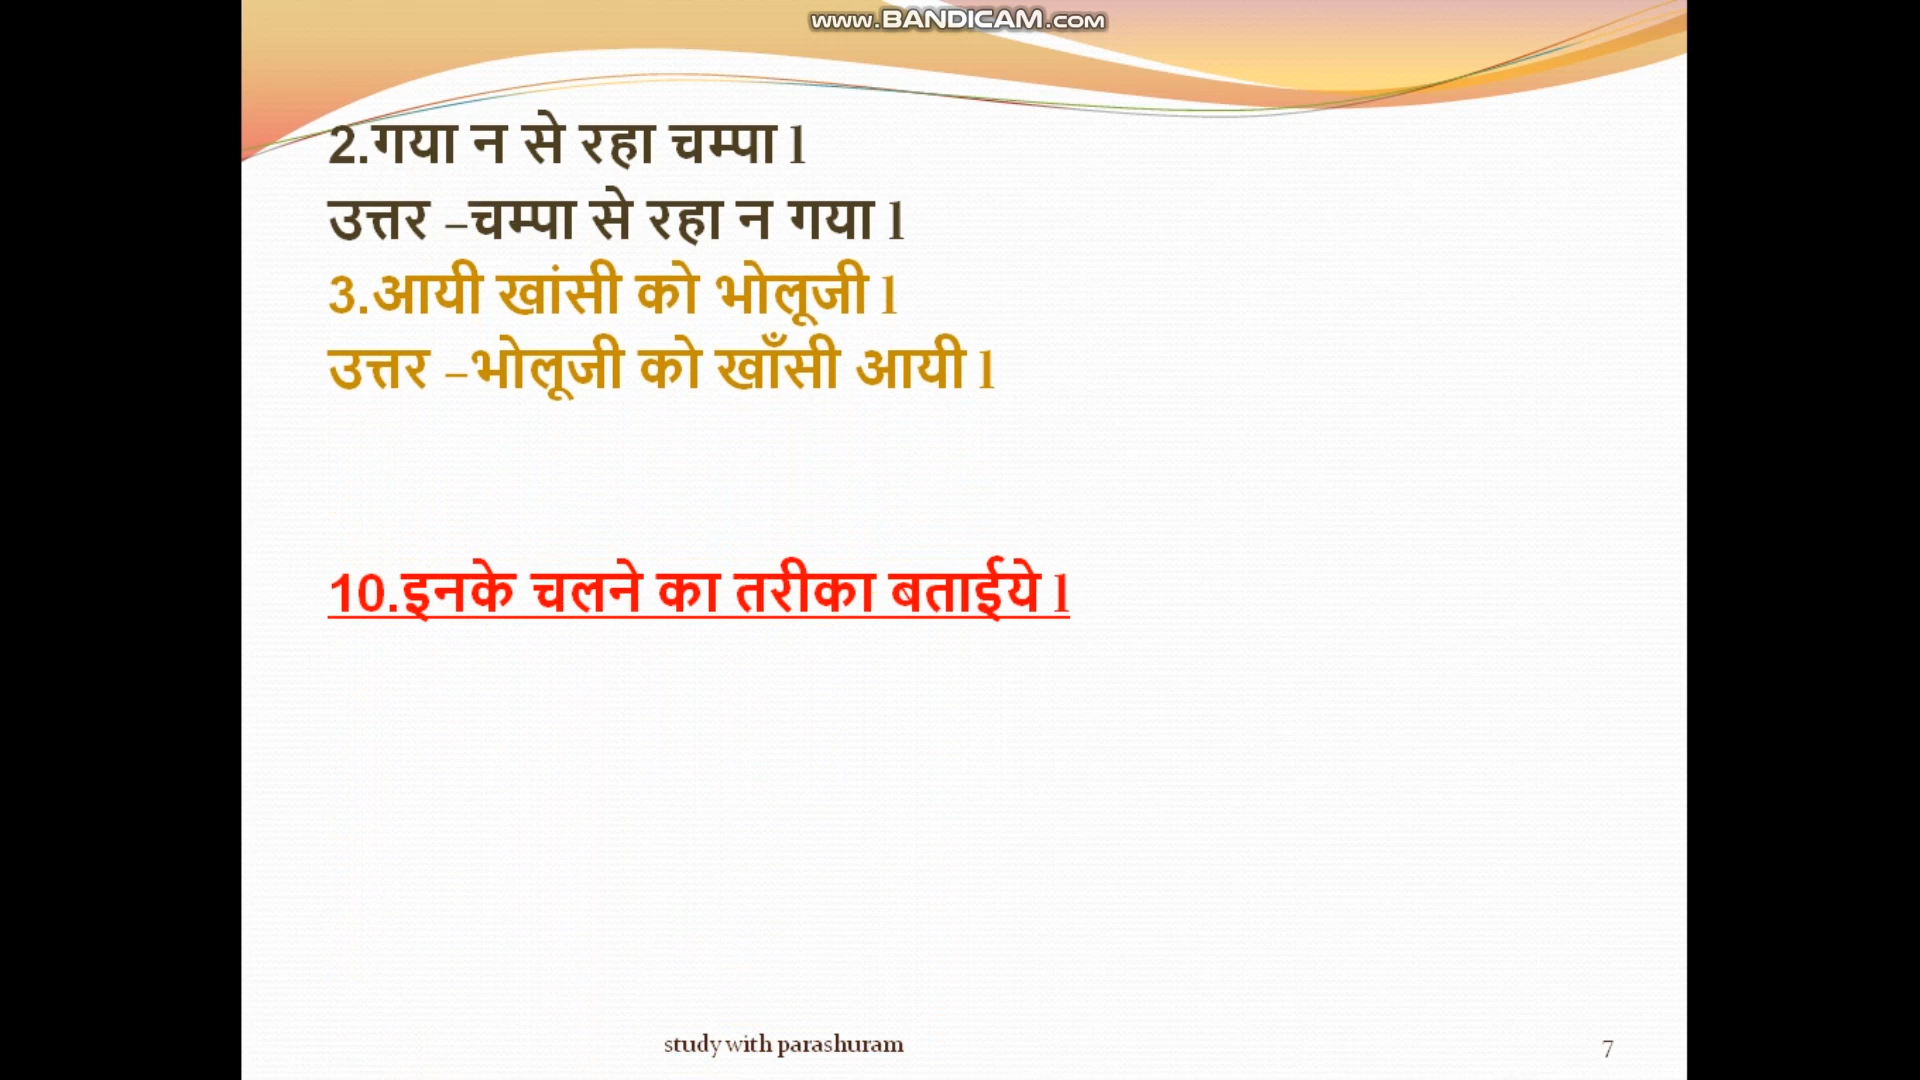 www.BANDICAM.com
2.गया न से रहा चम्पा l
उत्तर –चम्पा से रहा न गया l
3.आयी खांसी को भोलूजी l
उत्तर –भोलूजी को खाँसी आयी l
10.इनके चलने का तरीका बताईये l
study with parashuram
7